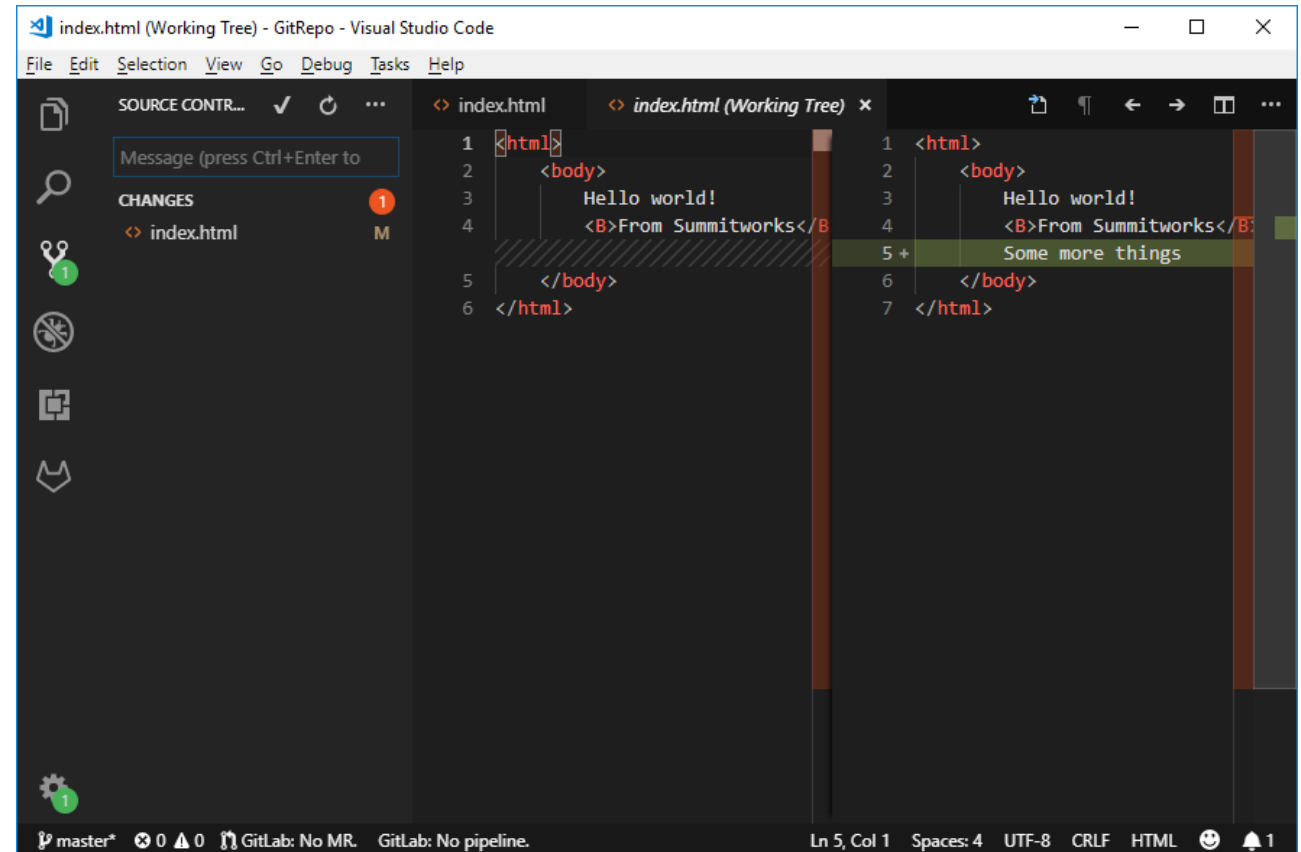 index.html (Working Tree) - GitRepo - Visual Studio Code
File Edit Selection View Go Debug Tasks Help
SOURCE CONTR...
index.html
index.html (Working Tree)
Message (press Ctrl+Enter to
CHANGES 1
index.html M
1 <html>
2 <body>
3 Hello world!
4 <B>From Summitworks</B
5 </body>
6 </html>
1 <html>
2 <body>
3 Hello world!
4 <B>From Summitworks</B>
5 + Some more things
6 </body>
7 </html>
1
1
master* 0 0 GitLab: No MR. GitLab: No pipeline. Ln 5, Col 1 Spaces: 4 UTF-8 CRLF HTML 1